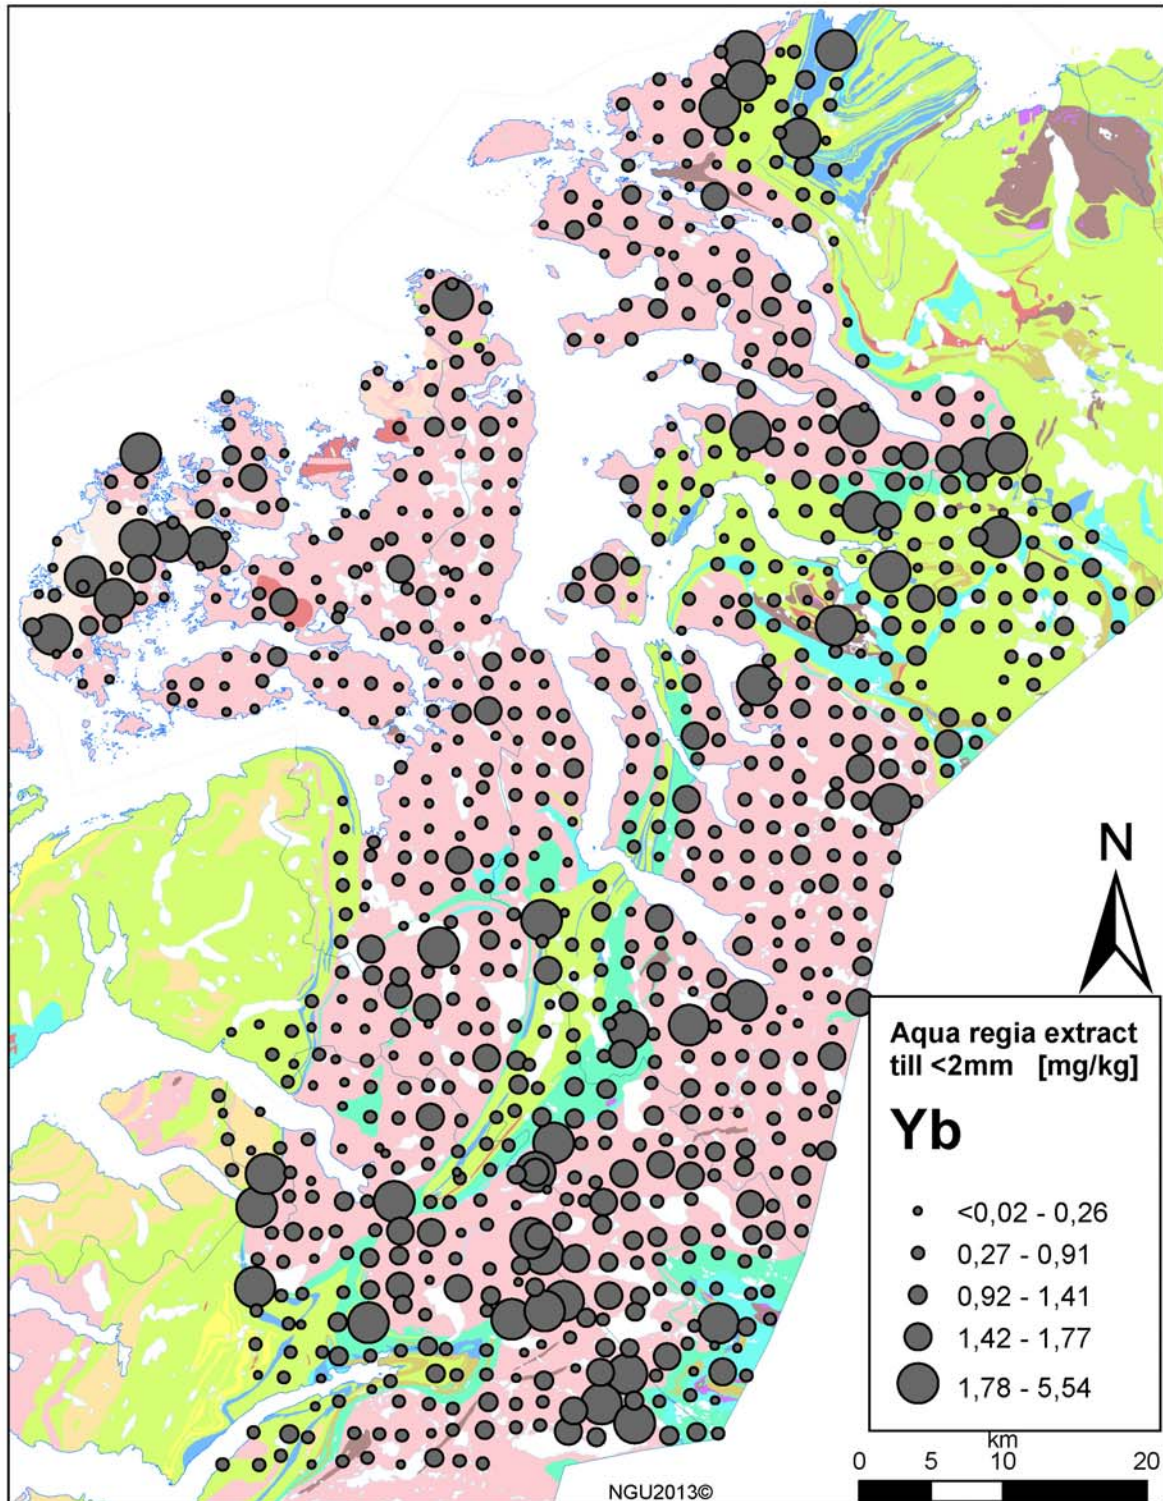 N
Aqua regia extract
till <2mm [mg/kg]
Yb
<0,02 - 0,26
0,27 - 0,91
0,92 - 1,41
1,42 - 1,77
1,78 - 5,54
km
0 5 10 20
NGU2013©